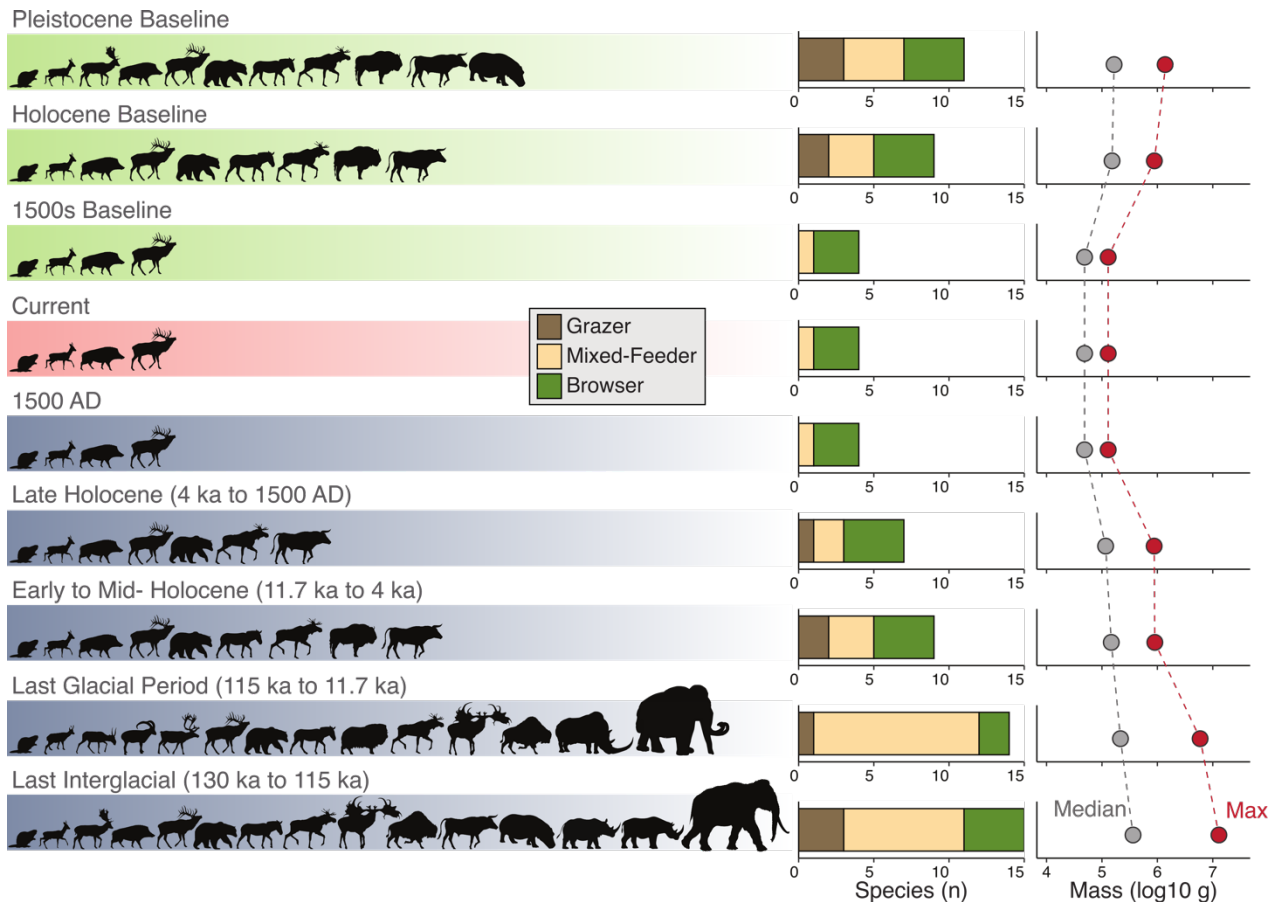 Pleistocene Baseline
0 5 10 15
Holocene Baseline
0 5 10 15
1500s Baseline
0 5 10 15
Current
Grazer
Mixed-Feeder
Browser
0 5 10 15
1500 AD
0 5 10 15
Late Holocene (4 ka to 1500 AD)
0 5 10 15
Early to Mid- Holocene (11.7 ka to 4 ka)
0 5 10 15
Last Glacial Period (115 ka to 11.7 ka)
0 5 10 15
Last Interglacial (130 ka to 115 ka)
Median Max
0 5 10 15 4 5 6 7
Species (n) Mass (log10 g)